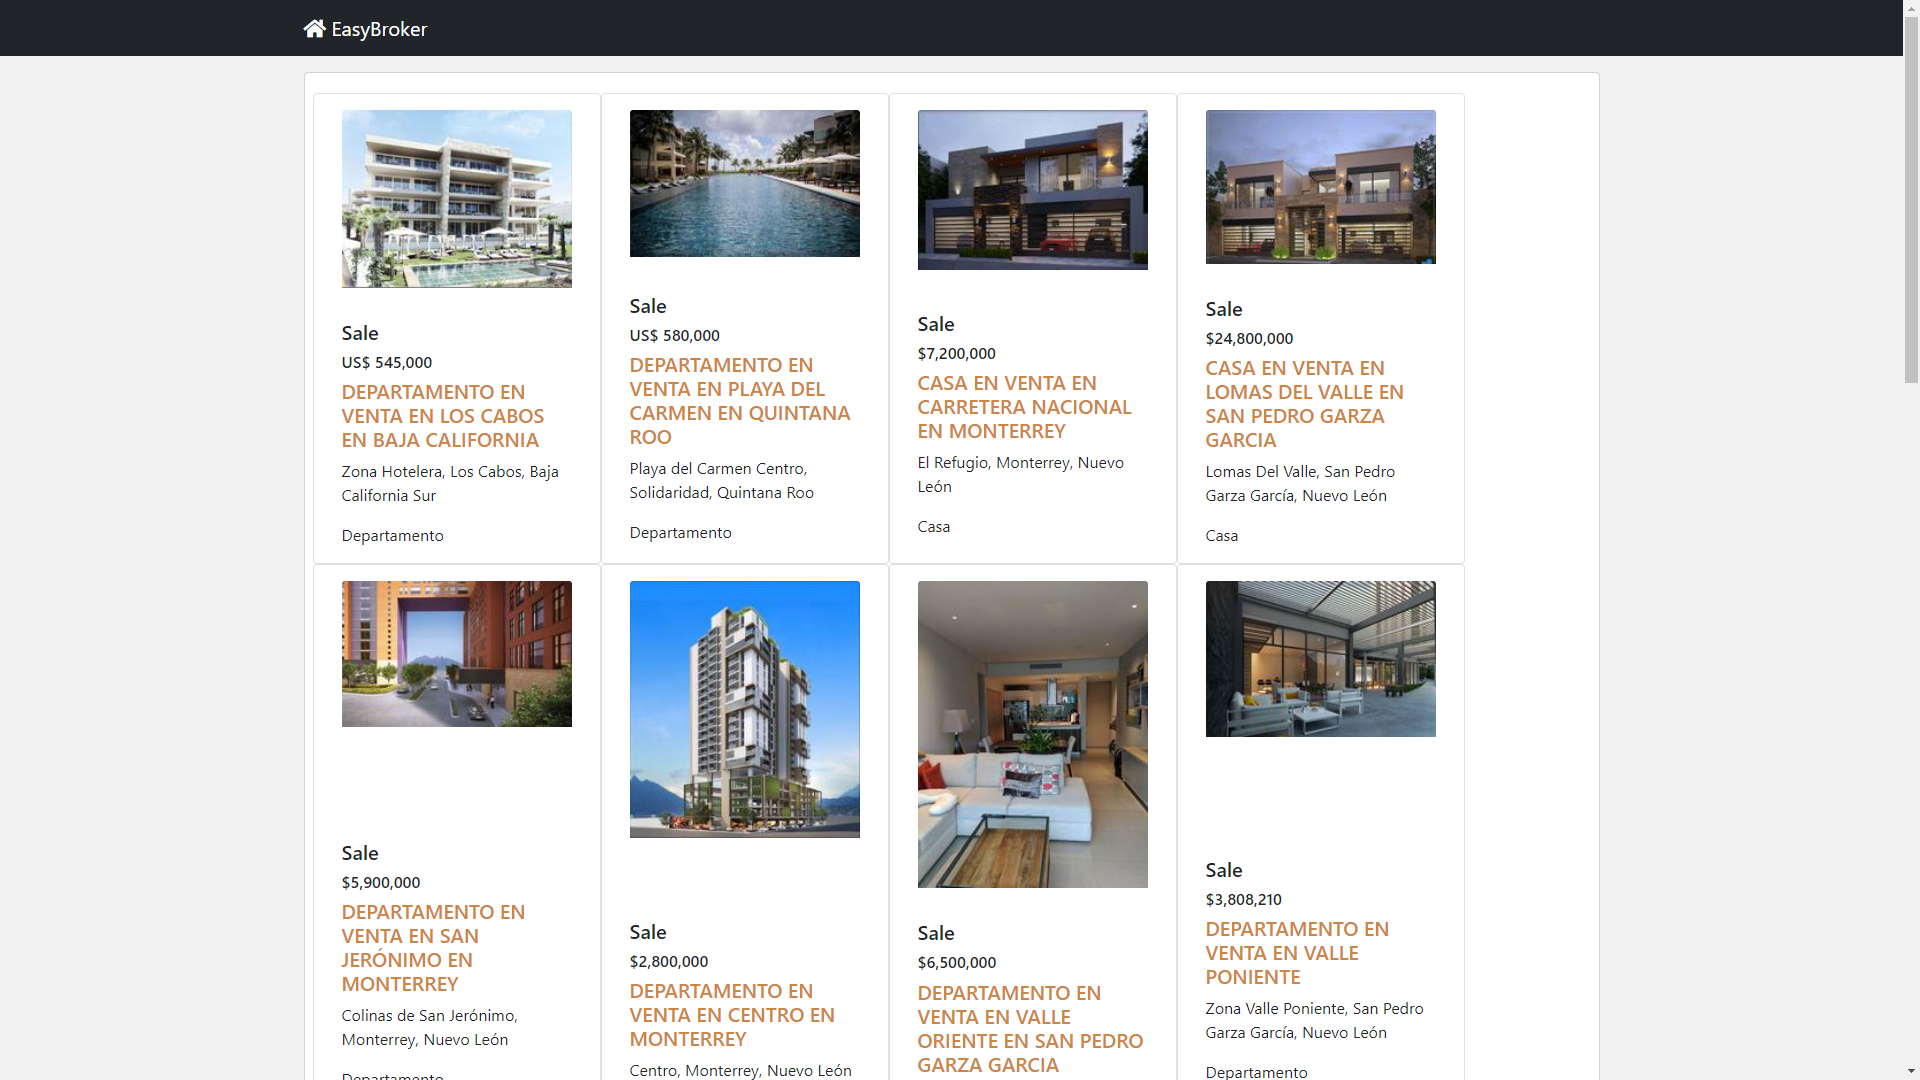 EasyBroker
Sale
US$ 545,000
DEPARTAMENTO EN
VENTA EN LOS CABOS
EN BAJA CALIFORNIA
Zona Hotelera, Los Cabos, Baja
California Sur
Departamento
Sale
US$ 580,000
DEPARTAMENTO EN
VENTA EN PLAYA DEL
CARMEN EN QUINTANA
ROO
Playa del Carmen Centro,
Solidaridad, Quintana Roo
Departamento
Sale
$7,200,000
CASA EN VENTA EN
CARRETERA NACIONAL
EN MONTERREY
El Refugio, Monterrey, Nuevo
León
Casa
Sale
$24,800,000
CASA EN VENTA EN
LOMAS DEL VALLE EN
SAN PEDRO GARZA
GARCIA
Lomas Del Valle, San Pedro
Garza García, Nuevo León
Casa
Sale
$5,900,000
DEPARTAMENTO EN
VENTA EN SAN
JERÓNIMO EN
MONTERREY
Colinas de San Jerónimo,
Monterrey, Nuevo León
Departamento
Sale
$2,800,000
DEPARTAMENTO EN
VENTA EN CENTRO EN
MONTERREY
Centro, Monterrey, Nuevo León
Sale
$6,500,000
DEPARTAMENTO EN
VENTA EN VALLE
ORIENTE EN SAN PEDRO
GARZA GARCIA
Sale
$3,808,210
DEPARTAMENTO EN
VENTA EN VALLE
PONIENTE
Zona Valle Poniente, San Pedro
Garza García, Nuevo León
Departamento